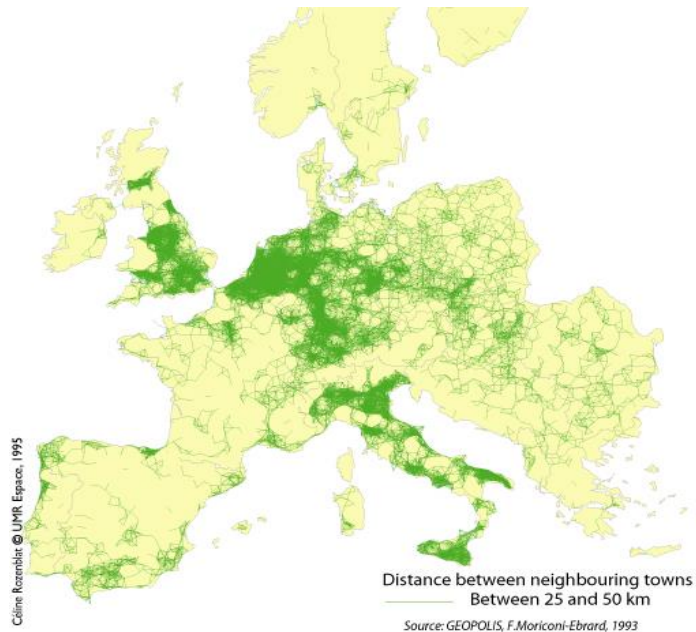 Céline Rozenblat © UMR Espace, 1995
Distance between neighbouring towns
Between 25 and 50 km
Source: GEOPOLIS, F.Moriconi-Ebrard, 1993